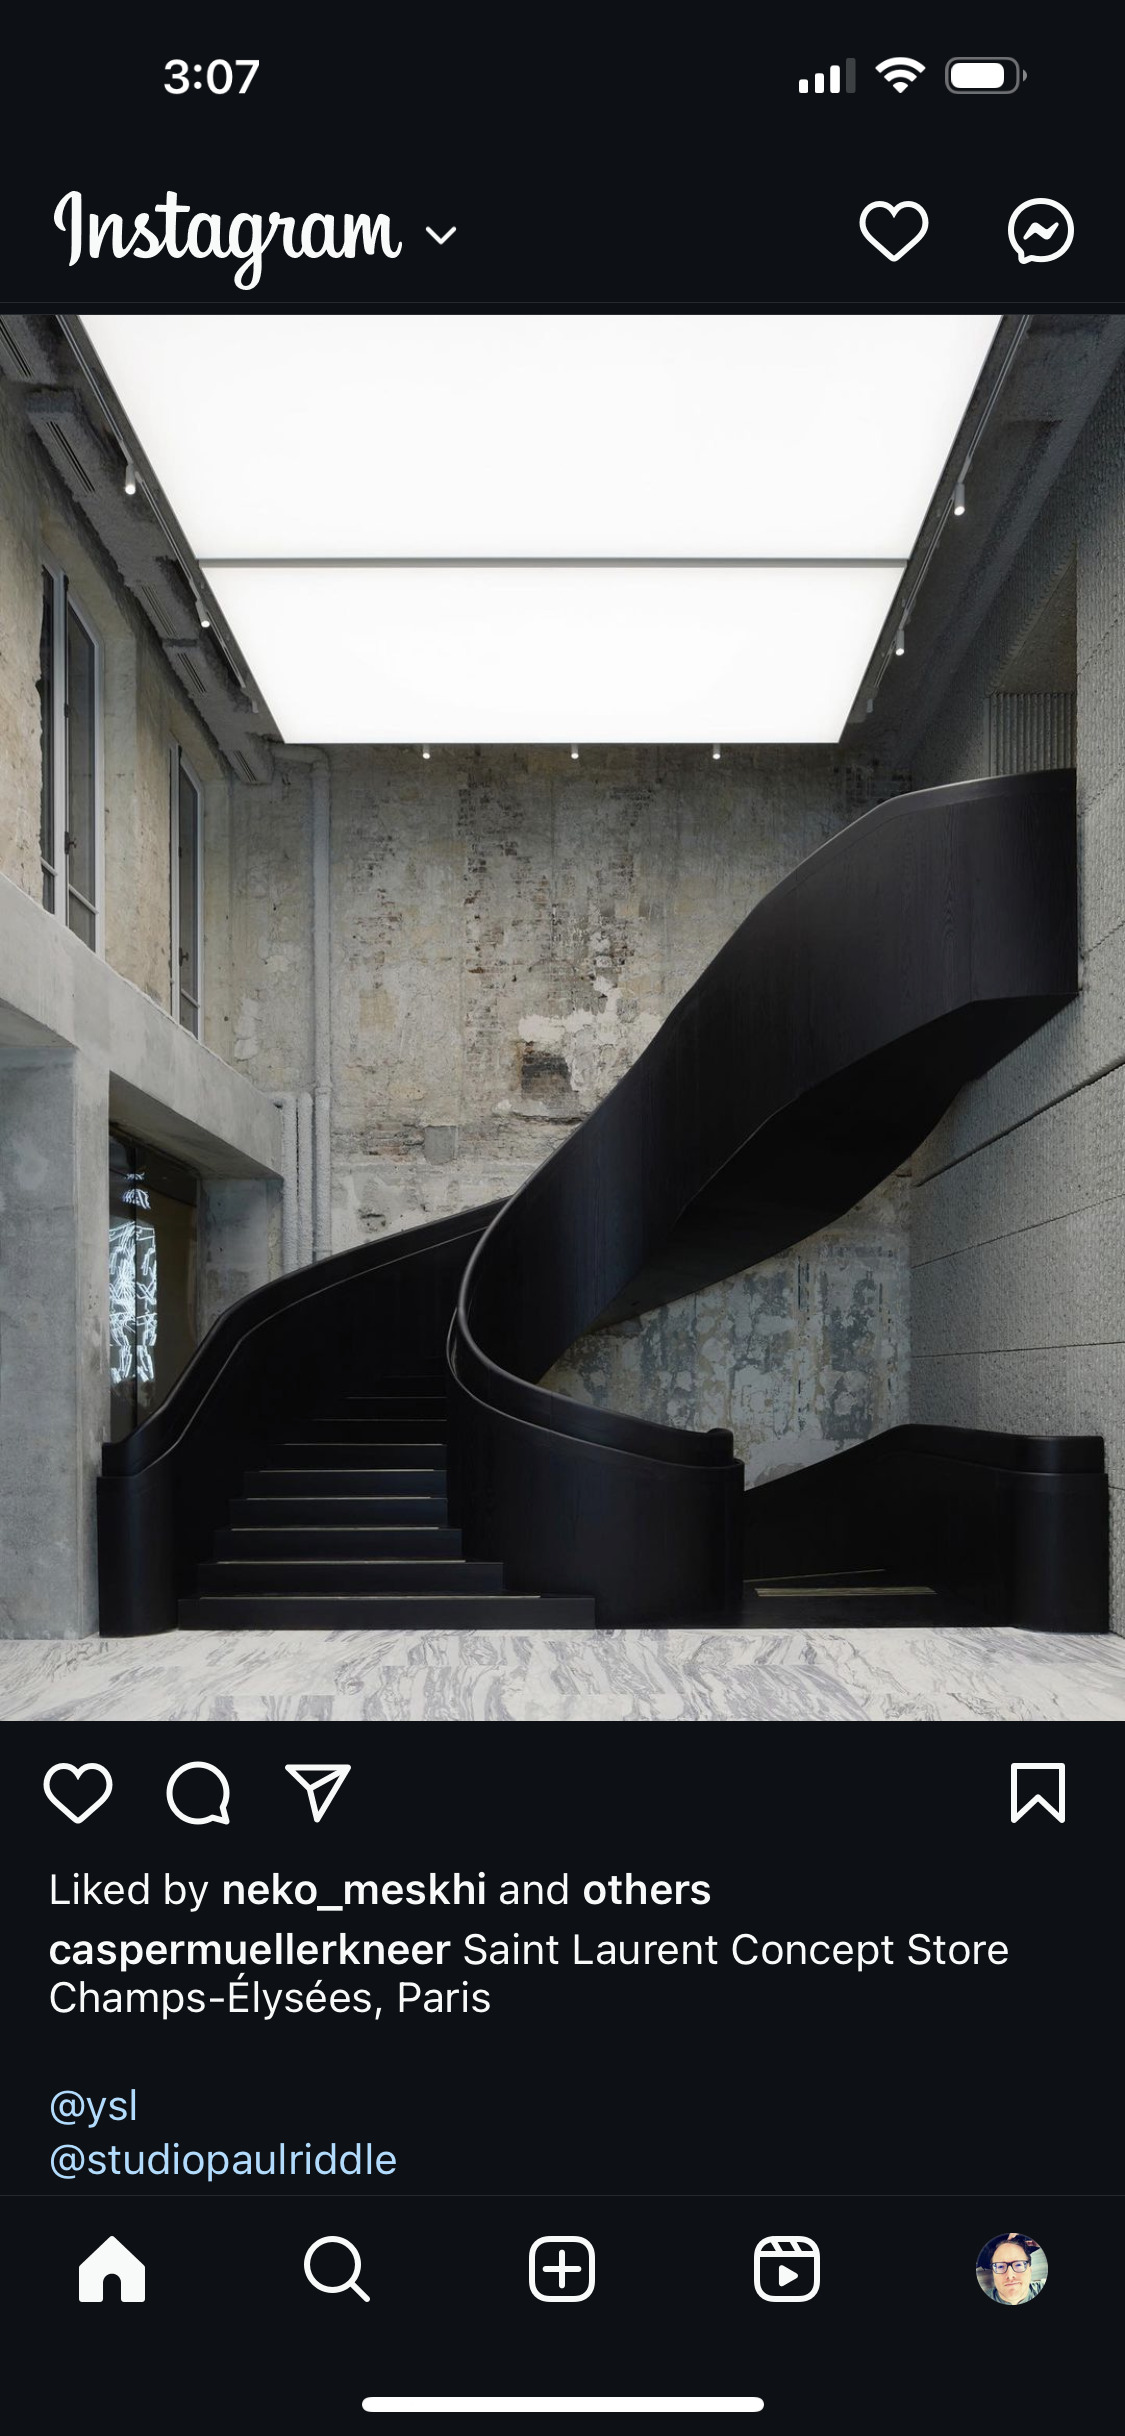 3:07
Instagram
Liked by neko_meskhi and others
caspermuellerkneer Saint Laurent Concept Store
Champs-Élysées, Paris
@ysl
@studiopaulriddle